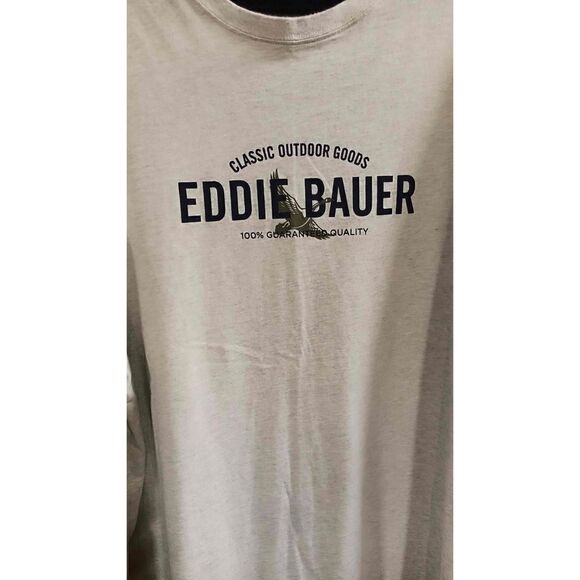 CLASSIC OUTDOOR GOODS
EDDIE BAUER
100% GUARANTEED QUALITY